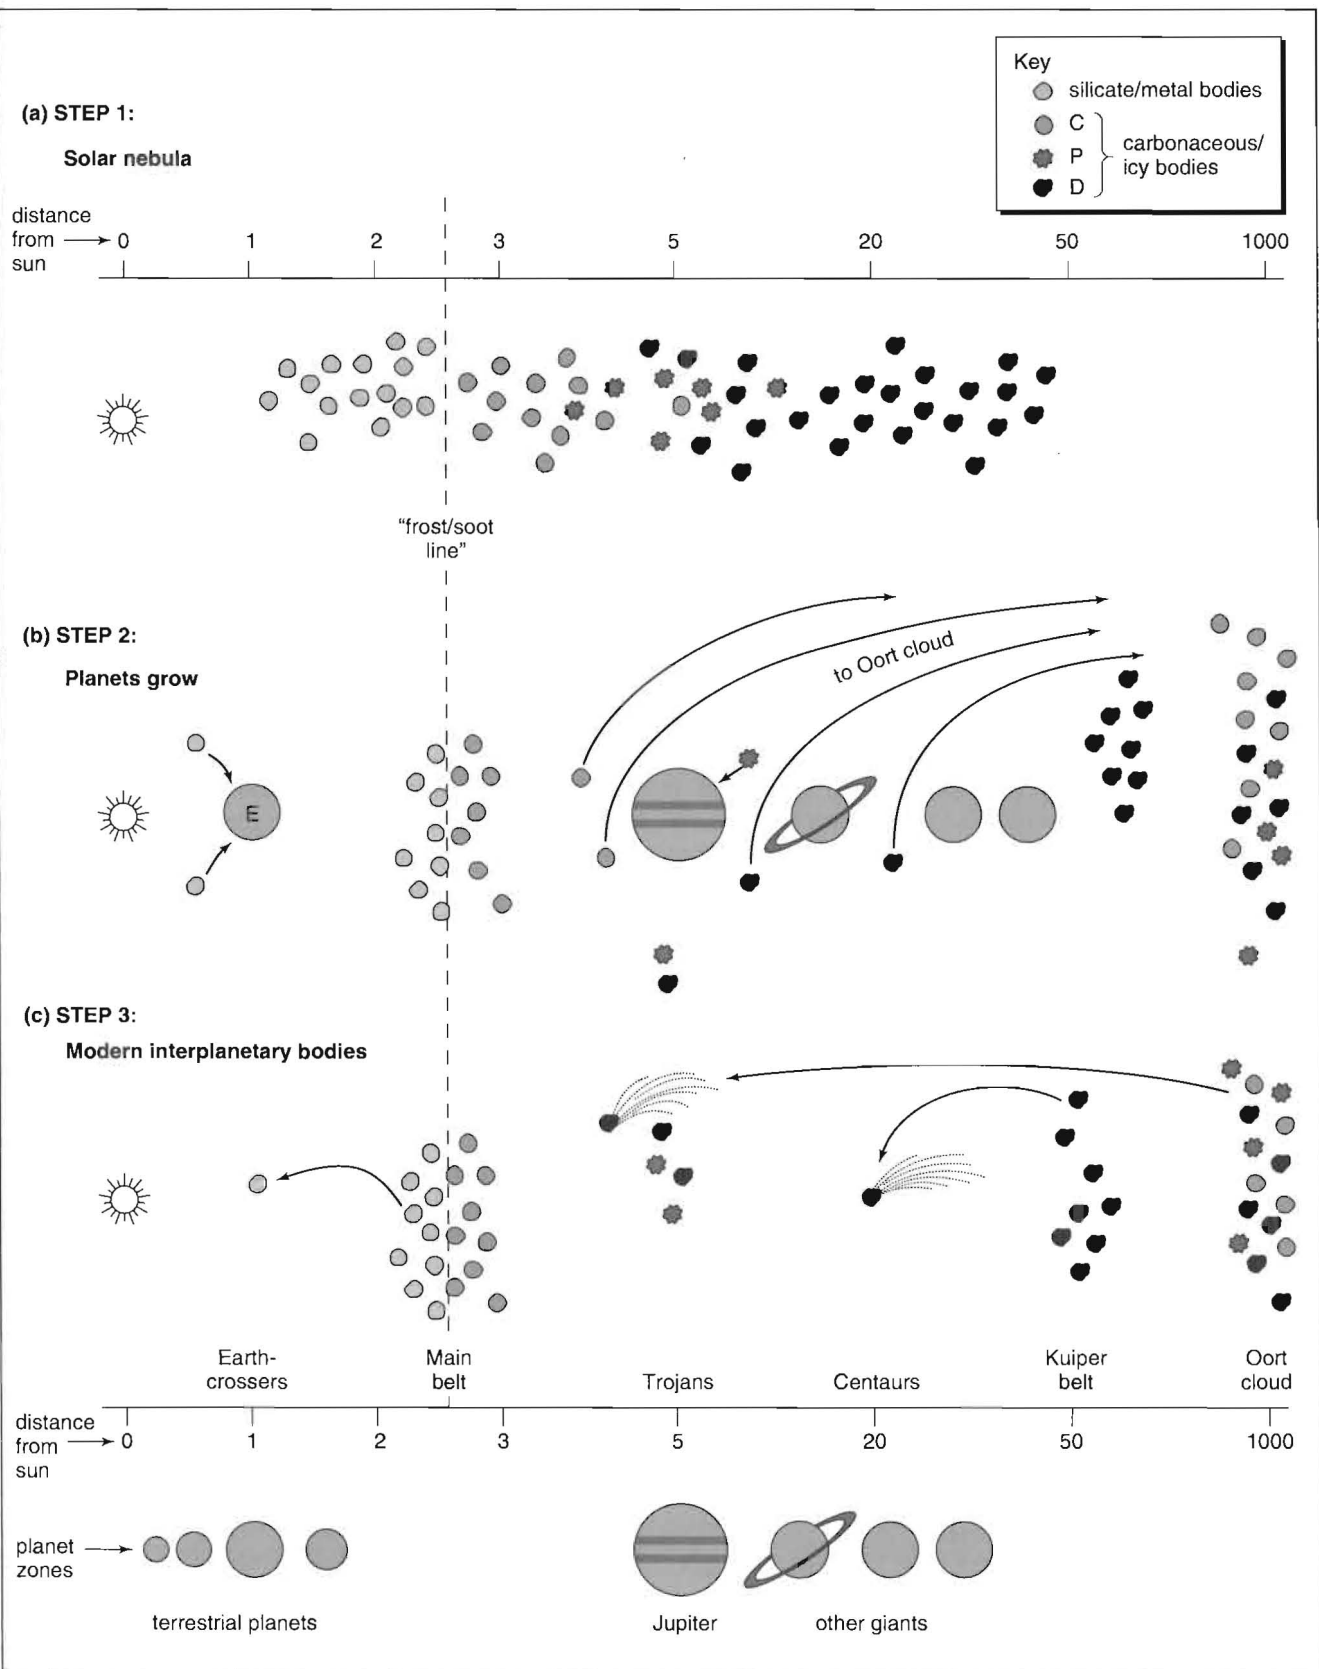 Key
silicate/metal bodies
C
P
D
carbonaceous/
icy bodies
(a) STEP 1:
Solar nebula
distance
from
sun
0 1 2 3 5 20 50 1000
"frost/soot
line"
(b) STEP 2:
Planets grow
to Oort cloud
E
(c) STEP 3:
Modern interplanetary bodies
Earth-
crossers
Main
belt
Trojans
Centaurs
Kuiper
belt
Oort
cloud
distance
from
sun
0 1 2 3 5 20 50 1000
planet
zones
terrestrial planets
Jupiter
other giants